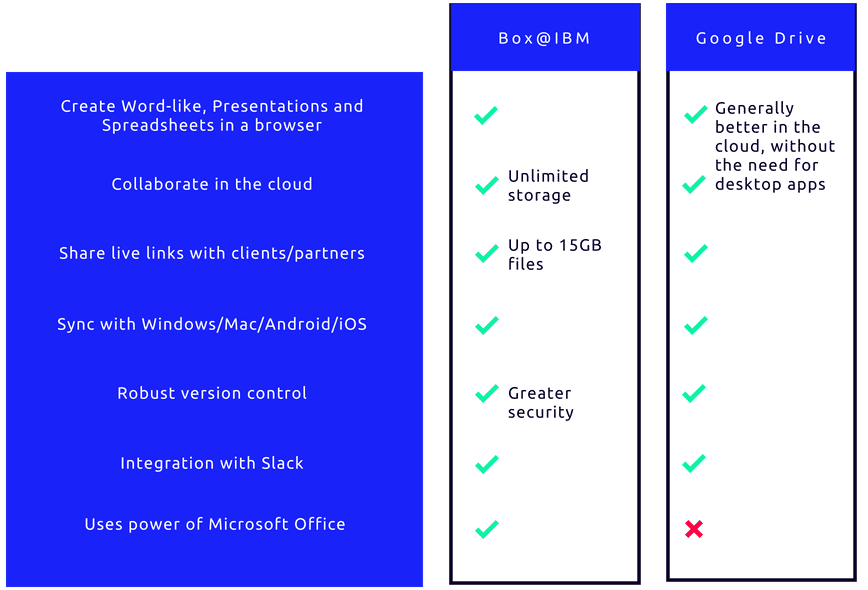 Box@IBM
Google Drive
Create Word-like, Presentations and
Spreadsheets in a browser
Generally
better in the
cloud, without
the need for
desktop apps
Collaborate in the cloud
Unlimited
storage
Share live links with clients/partners
Up to 15GB
files
Sync with Windows/Mac/Android/iOS
Robust version control
Greater
security
Integration with Slack
Uses power of Microsoft Office